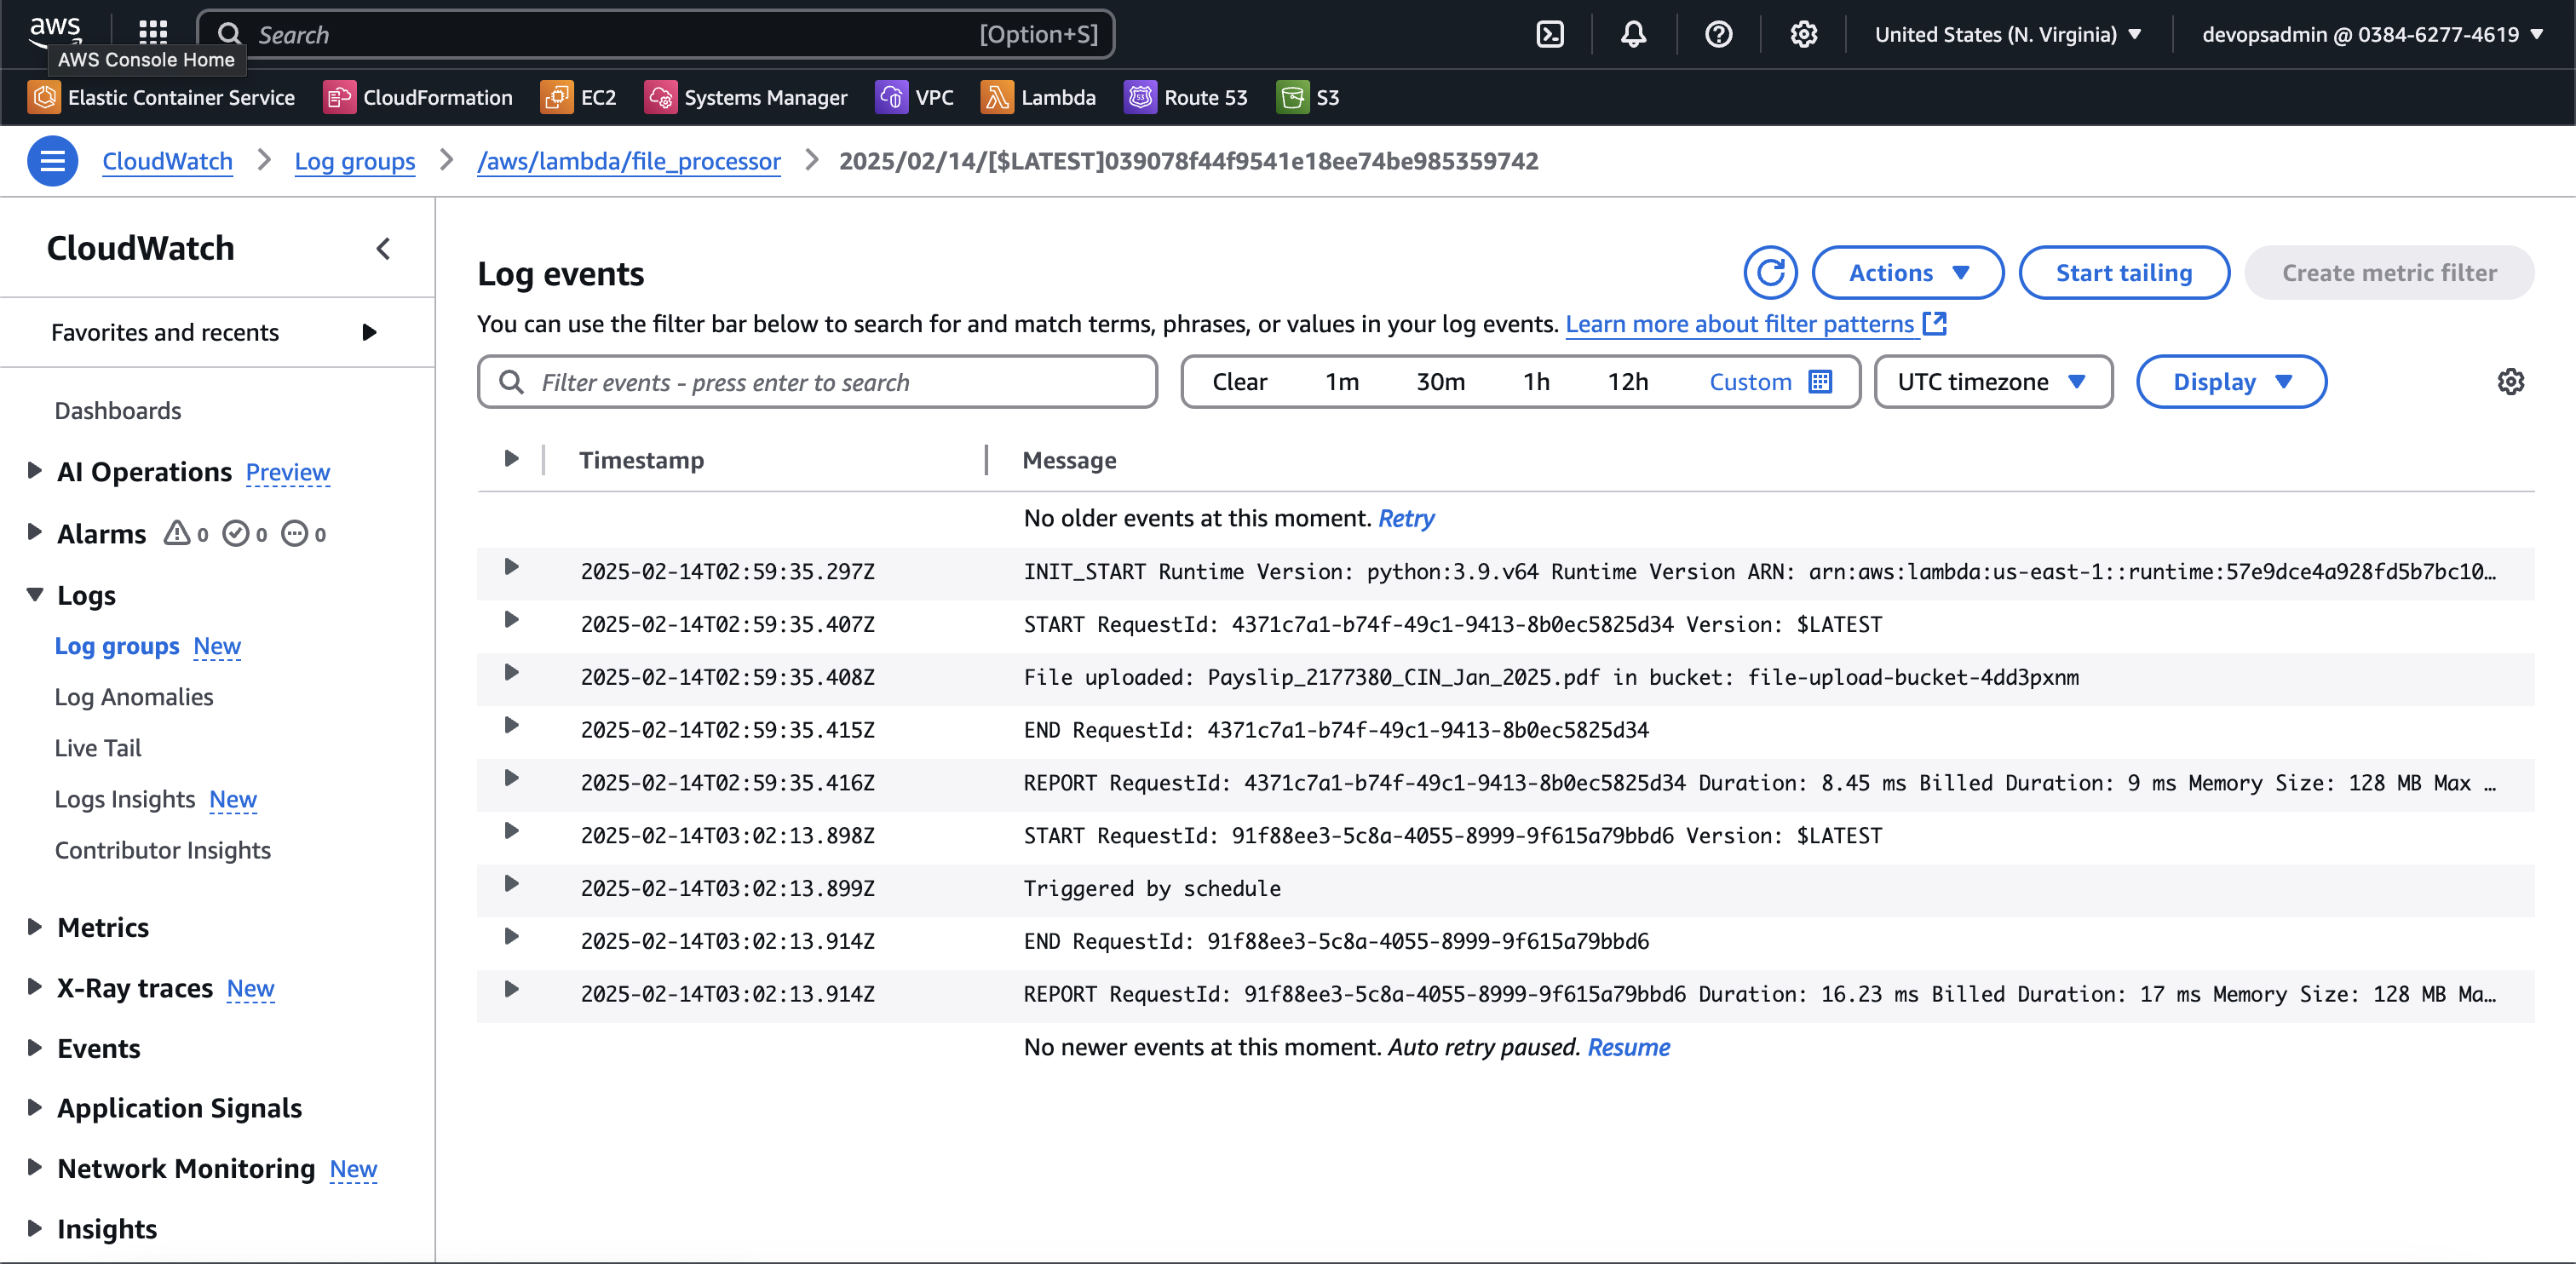 aws
Search [Option+S]
United States (N. Virginia)
devopsadmin @ 0384-6277-4619
AWS Console Home
Elastic Container Service
CloudFormation
EC2
Systems Manager
VPC
Lambda
Route 53
S3
CloudWatch
Log groups
/aws/lambda/file_processor
2025/02/14/[$LATEST]039078f44f9541e18ee74be985359742
CloudWatch
Favorites and recents
Dashboards
AI Operations Preview
Alarms 0 0 0
Logs
Log groups New
Log Anomalies
Live Tail
Logs Insights New
Contributor Insights
Metrics
X-Ray traces New
Events
Application Signals
Network Monitoring New
Insights
Log events
Actions
Start tailing
Create metric filter
You can use the filter bar below to search for and match terms, phrases, or values in your log events. Learn more about filter patterns
Filter events - press enter to search
Clear 1m 30m 1h 12h Custom
UTC timezone
Display
Timestamp Message
No older events at this moment. Retry
2025-02-14T02:59:35.297Z INIT_START Runtime Version: python:3.9.v64 Runtime Version ARN: arn:aws:lambda:us-east-1::runtime:57e9dce4a928fd5b7bc10…
2025-02-14T02:59:35.407Z START RequestId: 4371c7a1-b74f-49c1-9413-8b0ec5825d34 Version: $LATEST
2025-02-14T02:59:35.408Z File uploaded: Payslip_2177380_CIN_Jan_2025.pdf in bucket: file-upload-bucket-4dd3pxnm
2025-02-14T02:59:35.415Z END RequestId: 4371c7a1-b74f-49c1-9413-8b0ec5825d34
2025-02-14T02:59:35.416Z REPORT RequestId: 4371c7a1-b74f-49c1-9413-8b0ec5825d34 Duration: 8.45 ms Billed Duration: 9 ms Memory Size: 128 MB Max …
2025-02-14T03:02:13.898Z START RequestId: 91f88ee3-5c8a-4055-8999-9f615a79bbd6 Version: $LATEST
2025-02-14T03:02:13.899Z Triggered by schedule
2025-02-14T03:02:13.914Z END RequestId: 91f88ee3-5c8a-4055-8999-9f615a79bbd6
2025-02-14T03:02:13.914Z REPORT RequestId: 91f88ee3-5c8a-4055-8999-9f615a79bbd6 Duration: 16.23 ms Billed Duration: 17 ms Memory Size: 128 MB Ma…
No newer events at this moment. Auto retry paused. Resume